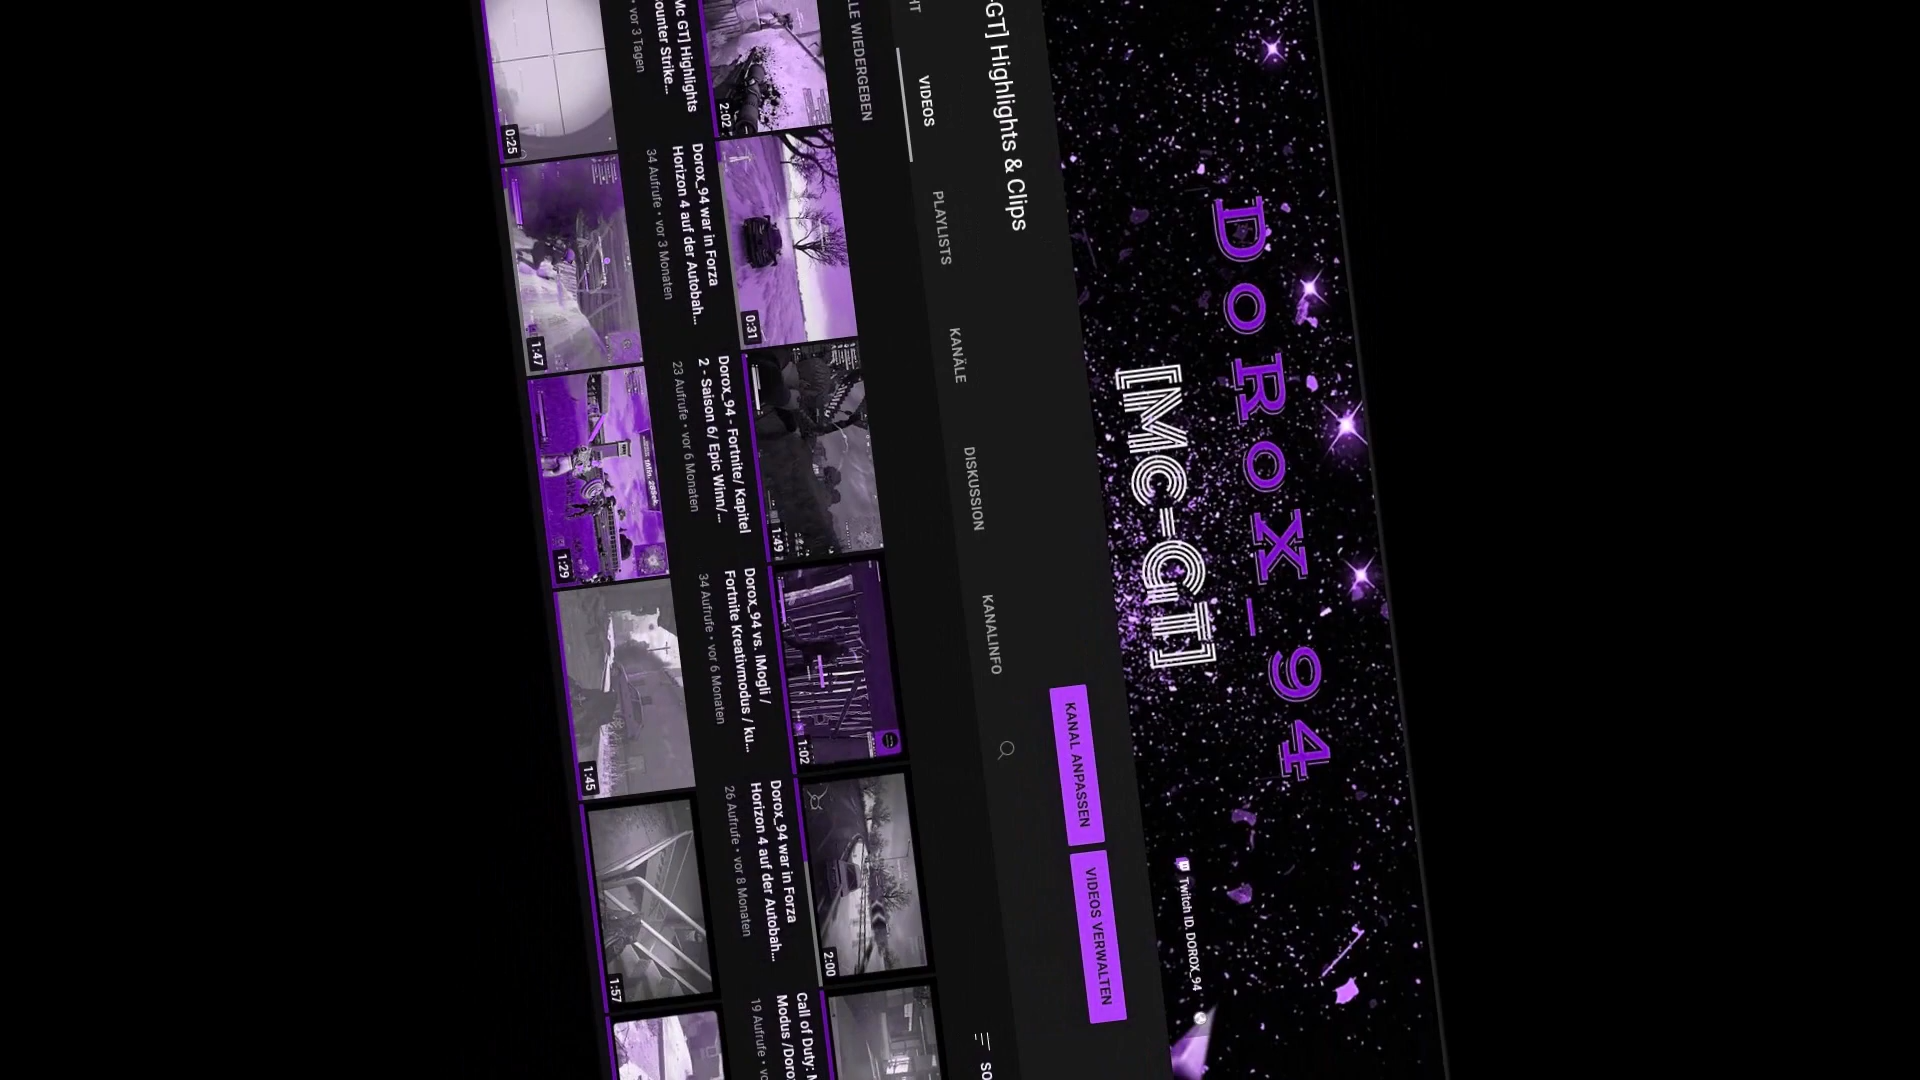 DoRoX_94
[Mc-GT]
Twitch ID. DOROX_94
-GT] Highlights & Clips
KANAL ANPASSEN
VIDEOS VERWALTEN
HT
VIDEOS
PLAYLISTS
KANÄLE
DISKUSSION
KANALINFO
LLE WIEDERGEBEN
SO
2:02
0:31
1:49
1:02
2:00
Mc GT] Highlights
ounter Strike...
• vor 3 Tagen
Dorox_94 war in Forza
Horizon 4 auf der Autobah...
34 Aufrufe • vor 3 Monaten
Dorox_94 - Fortnite/ Kapitel
2 - Saison 6/ Epic Winn/...
23 Aufrufe • vor 6 Monaten
Dorox_94 vs. IMogli /
Fortnite Kreativmodus / ku...
34 Aufrufe • vor 6 Monaten
Dorox_94 war in Forza
Horizon 4 auf der Autobah...
26 Aufrufe • vor 8 Monaten
Call of Duty:
Modus /Doro
19 Aufrufe •
0:25
1:47
1:29
1:45
1:57